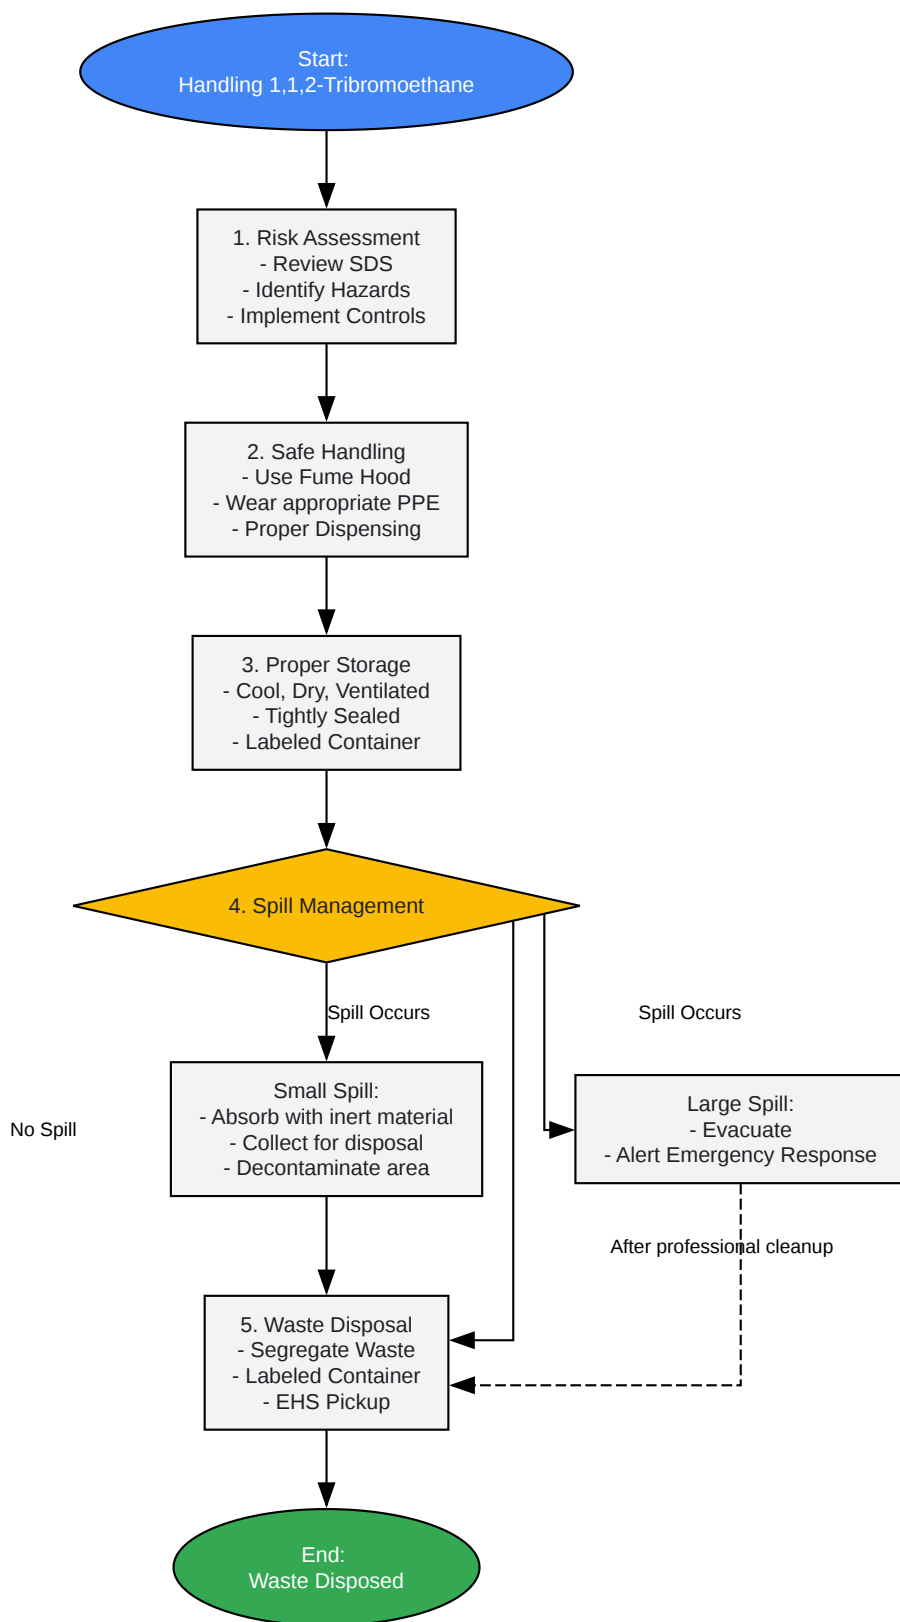 Start:
Handling 1,1,2-Tribromoethane
1. Risk Assessment
- Review SDS
- Identify Hazards
- Implement Controls
2. Safe Handling
- Use Fume Hood
- Wear appropriate PPE
- Proper Dispensing
3. Proper Storage
- Cool, Dry, Ventilated
- Tightly Sealed
- Labeled Container
4. Spill Management
Spill Occurs
Spill Occurs
Small Spill:
- Absorb with inert material
- Collect for disposal
- Decontaminate area
No Spill
Large Spill:
- Evacuate
- Alert Emergency Response
After professional cleanup
5. Waste Disposal
- Segregate Waste
- Labeled Container
- EHS Pickup
End:
Waste Disposed